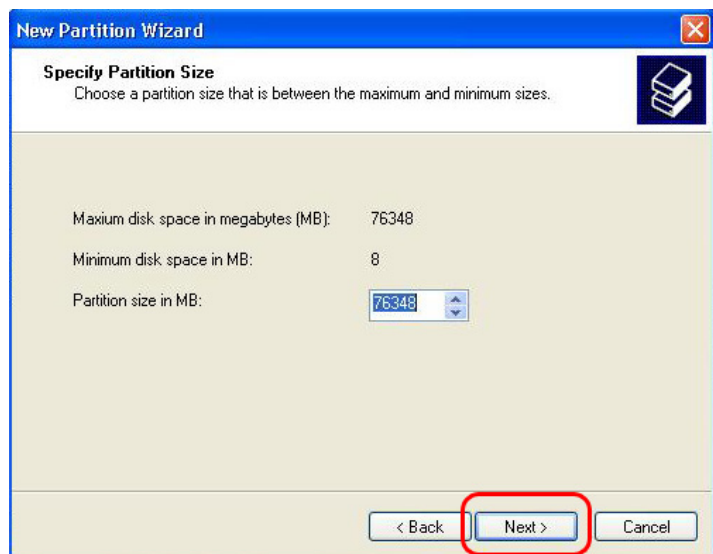 New Partition Wizard
Specify Partition Size
Choose a partition size that is between the maximum and minimum sizes.
Maxium disk space in megabytes (MB): 76348
Minimum disk space in MB: 8
Partition size in MB: 76348
< Back Next > Cancel